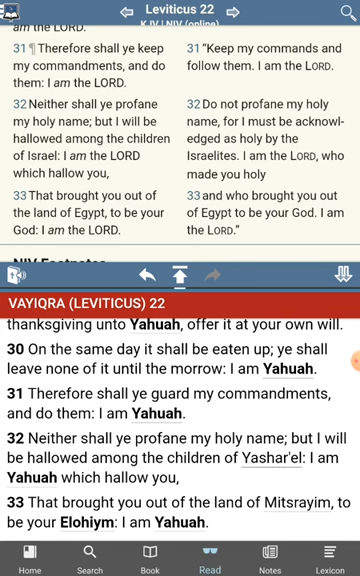 Leviticus 22
KJV | NIV (online)
am the LORD.
31 ¶ Therefore shall ye keep
my commandments, and do
them: I am the LORD.
32 Neither shall ye profane
my holy name; but I will be
hallowed among the children
of Israel: I am the LORD
which hallow you,
33 That brought you out of
the land of Egypt, to be your
God: I am the LORD.
31 “Keep my commands and
follow them. I am the LORD.
32 Do not profane my holy
name, for I must be acknowl-
edged as holy by the
Israelites. I am the LORD, who
made you holy
33 and who brought you out
of Egypt to be your God. I am
the LORD.”
NIV Footnotes
VAYIQRA (LEVITICUS) 22
thanksgiving unto Yahuah, offer it at your own will.
30 On the same day it shall be eaten up; ye shall
leave none of it until the morrow: I am Yahuah.
31 Therefore shall ye guard my commandments,
and do them: I am Yahuah.
32 Neither shall ye profane my holy name; but I will
be hallowed among the children of Yashar'el: I am
Yahuah which hallow you,
33 That brought you out of the land of Mitsrayim, to
be your Elohiym: I am Yahuah.
Home Search Book Read Notes Lexicon